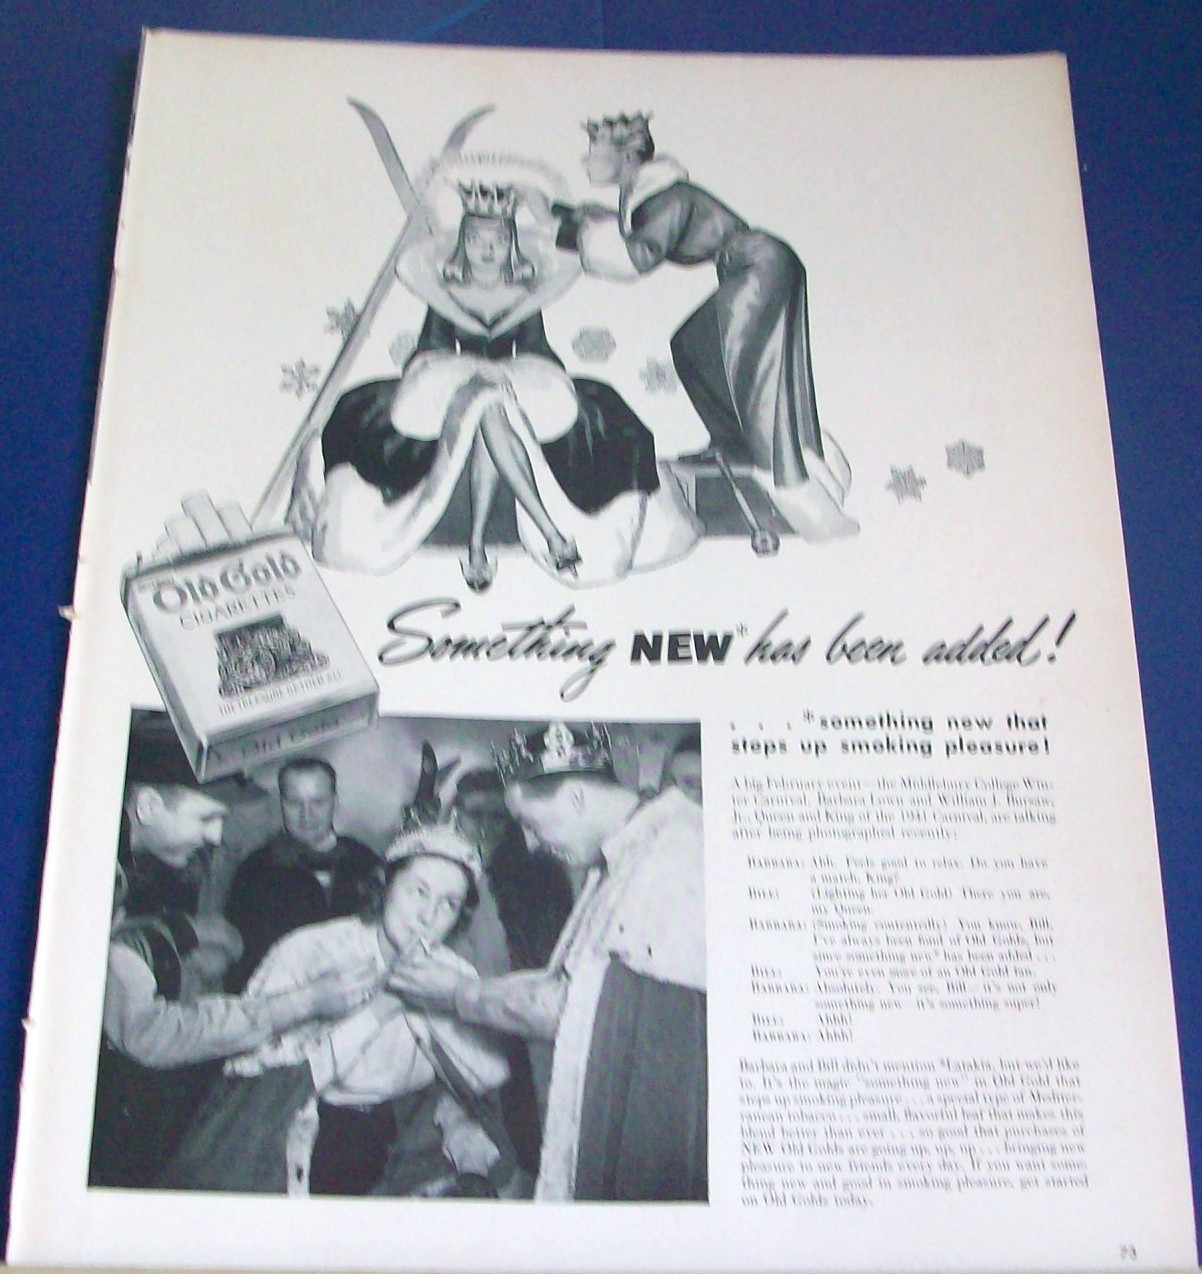 Old Gold
CIGARETTES
THE TREASURE OF THEM ALL
Old Gold
Something NEW* has been added!
. . . *something new that
steps up smoking pleasure!
A big February event—the Middlebury College Win-
ter Carnival. Barbara and William J.
Jr., Queen and King of the 1941 Carnival, are talking
after being photographed recently:
BARBARA: Ahh. Feels good to relax. Do you have
a match, King?
BILL: (Lighting her Old Gold) There you are,
my Queen.
BARBARA: (Smoking contentedly) You know, Bill,
I've always been fond of Old Golds, but
since something new* has been added . . .
BILL: You're even more of an Old Gold fan.
BARBARA: Absolutely. You see, Bill—it's not only
something new—it's something super!
BILL: Ahhh!
BARBARA: Ahhh!
Barbara and Bill didn't mention *Latakia, but we'd like
to. It's the magic "something new" in Old Gold that
steps up smoking pleasure . . . a special type of Mediter-
ranean tobacco . . . small, flavorful leaf that makes this
blend better than ever . . . so good that purchases of
NEW Old Golds are going up, up, up . . . bringing new
pleasure to new friends every day. If you want some-
thing new and good in smoking pleasure, get started
on Old Golds today.
73